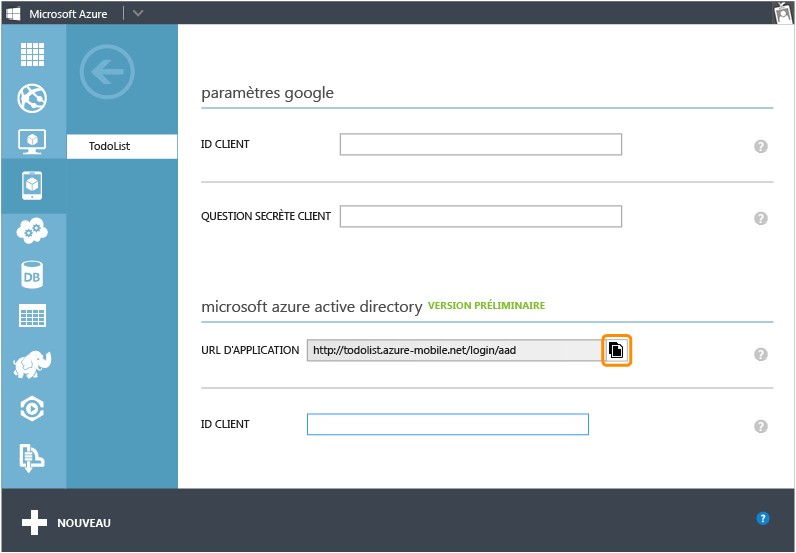 Microsoft Azure
TodoList
paramètres google
ID CLIENT
?
QUESTION SECRÈTE CLIENT
?
microsoft azure active directory VERSION PRÉLIMINAIRE
URL D'APPLICATION http://todolist.azure-mobile.net/login/aad
?
ID CLIENT
?
DB
NOUVEAU
?